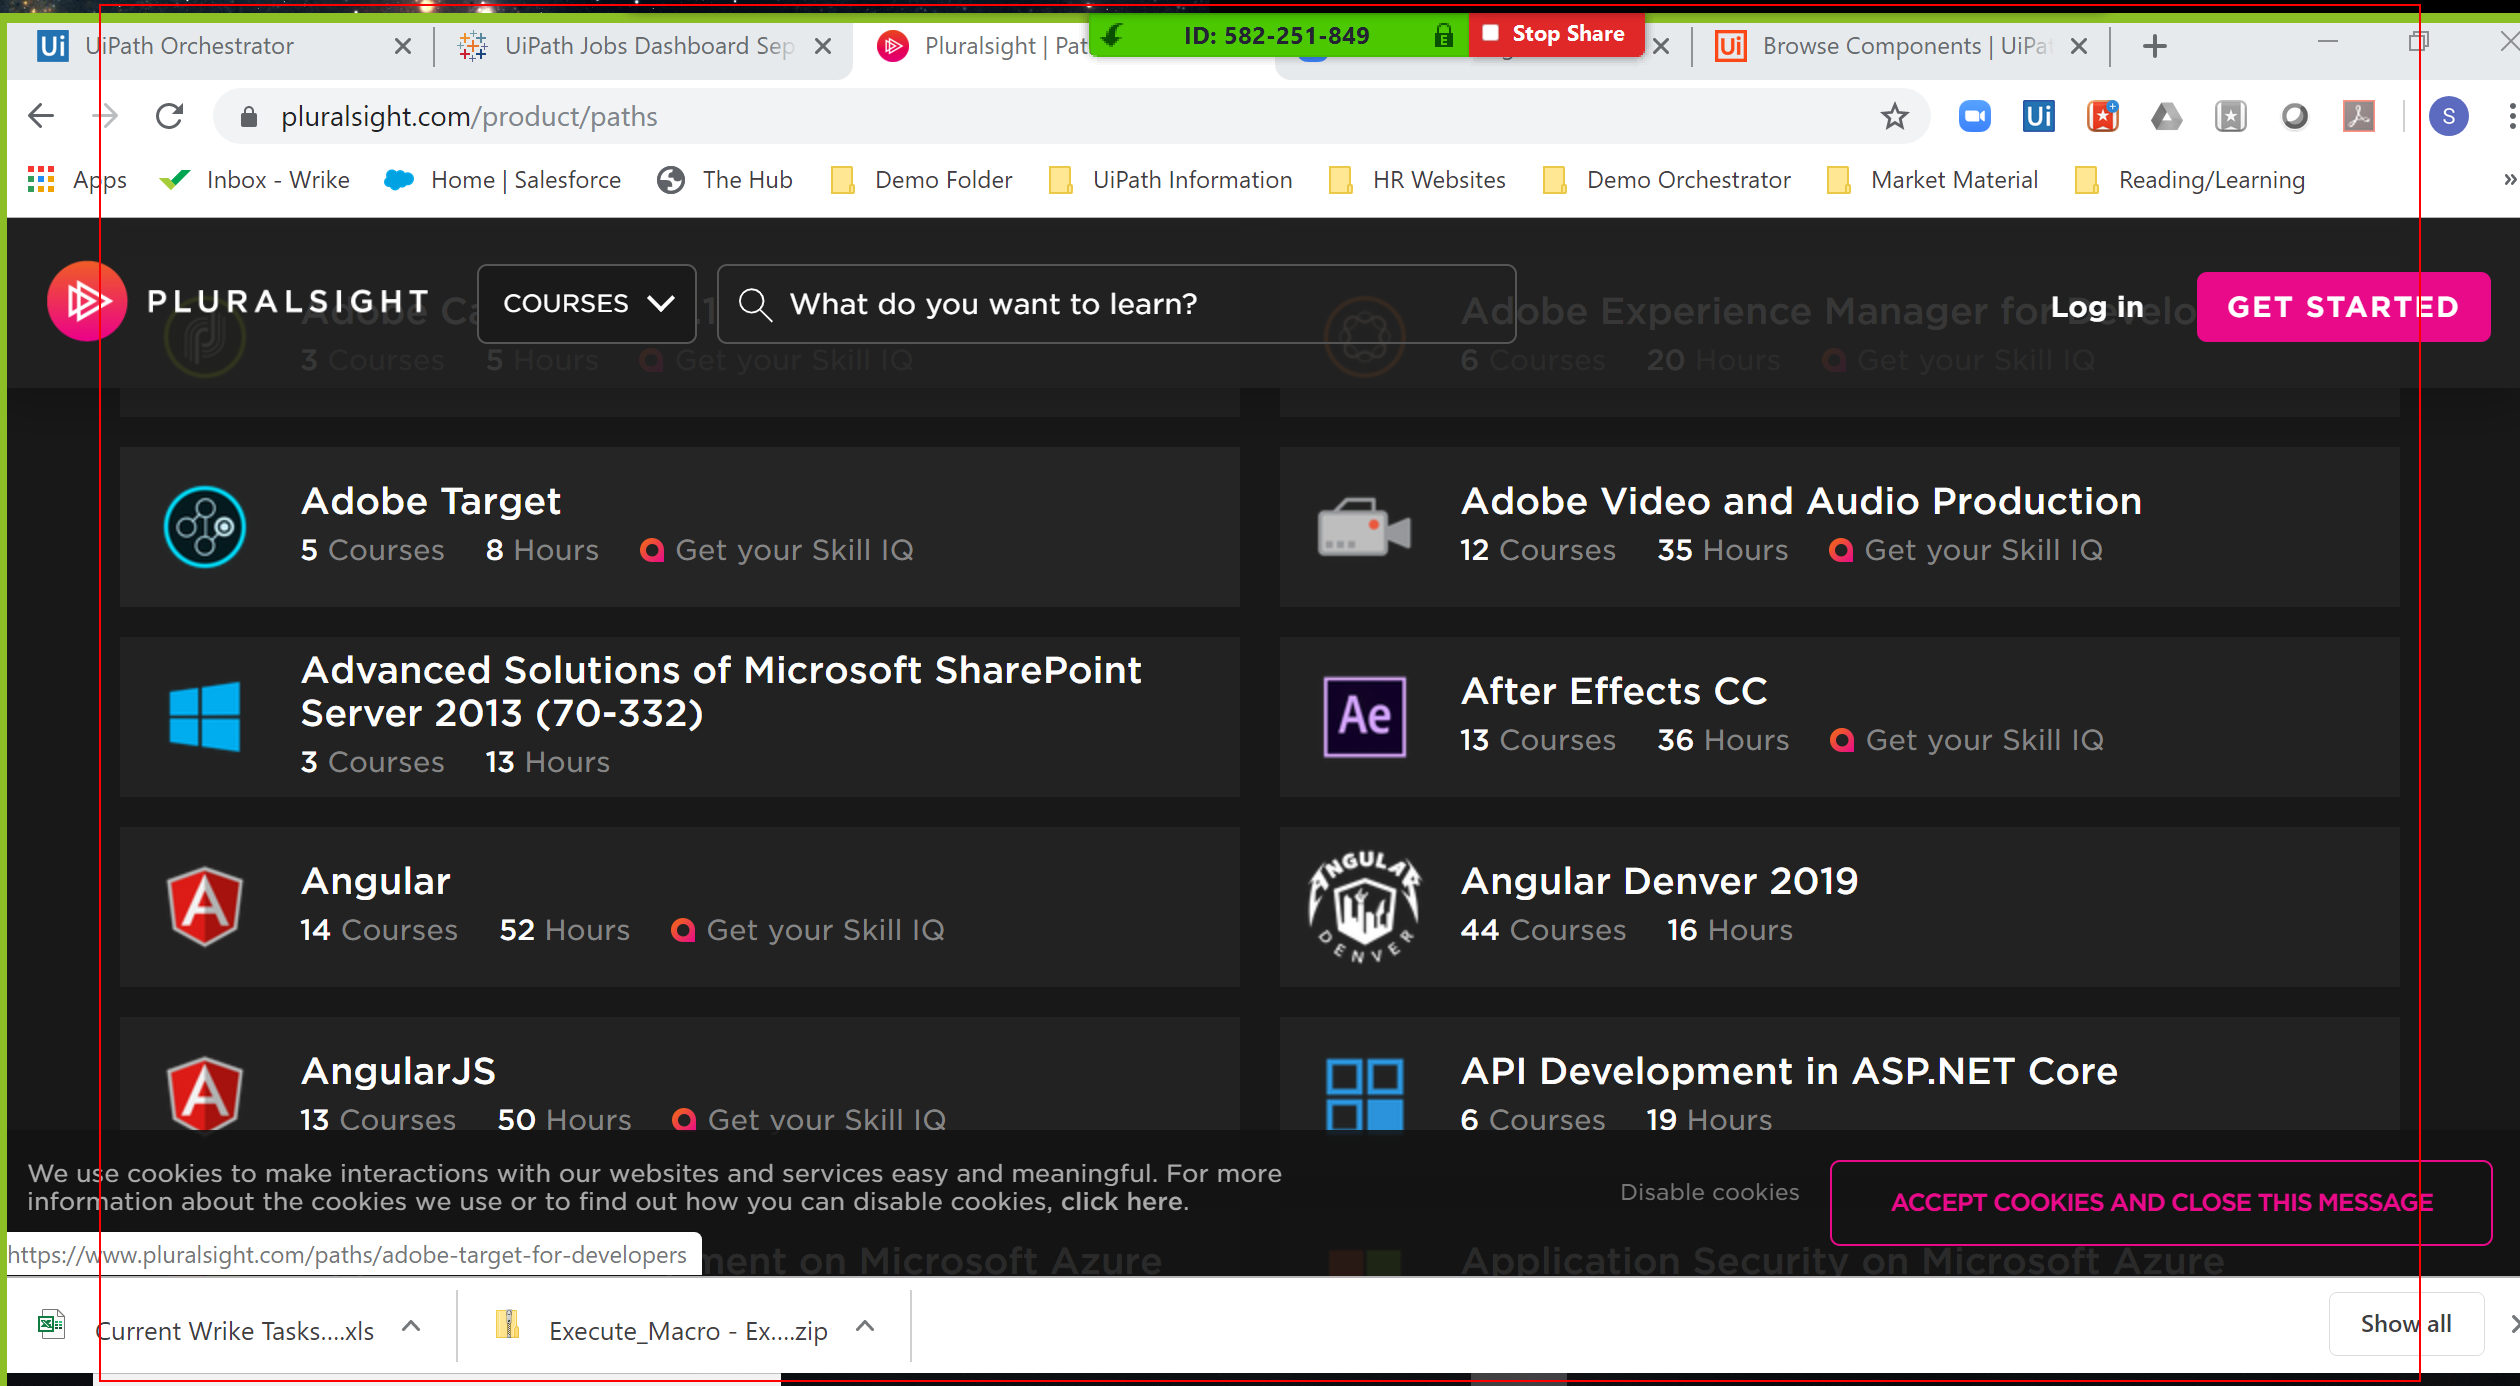 UiPath Orchestrator
UiPath Jobs Dashboard Sep
Pluralsight | Pat
ID: 582-251-849
Stop Share
Browse Components | UiPat
pluralsight.com/product/paths
Apps
Inbox - Wrike
Home | Salesforce
The Hub
Demo Folder
UiPath Information
HR Websites
Demo Orchestrator
Market Material
Reading/Learning
PLURALSIGHT
COURSES
What do you want to learn?
Log in
GET STARTED
3 Courses 5 Hours Get your Skill IQ
Adobe Experience Manager for Develo
6 Courses 20 Hours Get your Skill IQ
Adobe Target
5 Courses 8 Hours Get your Skill IQ
Adobe Video and Audio Production
12 Courses 35 Hours Get your Skill IQ
Advanced Solutions of Microsoft SharePoint
Server 2013 (70-332)
3 Courses 13 Hours
Ae
After Effects CC
13 Courses 36 Hours Get your Skill IQ
Angular
14 Courses 52 Hours Get your Skill IQ
ANGULAR
DENVER
Angular Denver 2019
44 Courses 16 Hours
AngularJS
13 Courses 50 Hours Get your Skill IQ
API Development in ASP.NET Core
6 Courses 19 Hours
We use cookies to make interactions with our websites and services easy and meaningful. For more
information about the cookies we use or to find out how you can disable cookies, click here.
Disable cookies
ACCEPT COOKIES AND CLOSE THIS MESSAGE
https://www.pluralsight.com/paths/adobe-target-for-developers
ment on Microsoft Azure
Application Security on Microsoft Azure
Current Wrike Tasks....xls
Execute_Macro - Ex....zip
Show all